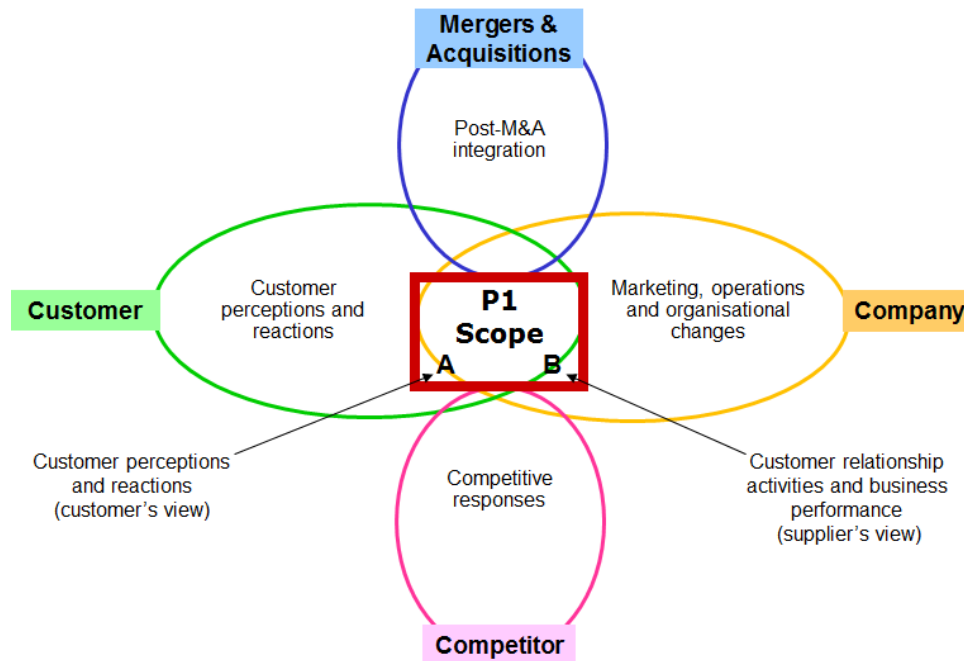 Mergers &
Acquisitions
Post-M&A
integration
Customer
Customer
perceptions and
reactions
P1
Scope
A
B
Marketing, operations
and organisational
changes
Company
Customer perceptions
and reactions
(customer's view)
Competitive
responses
Customer relationship
activities and business
performance
(supplier's view)
Competitor